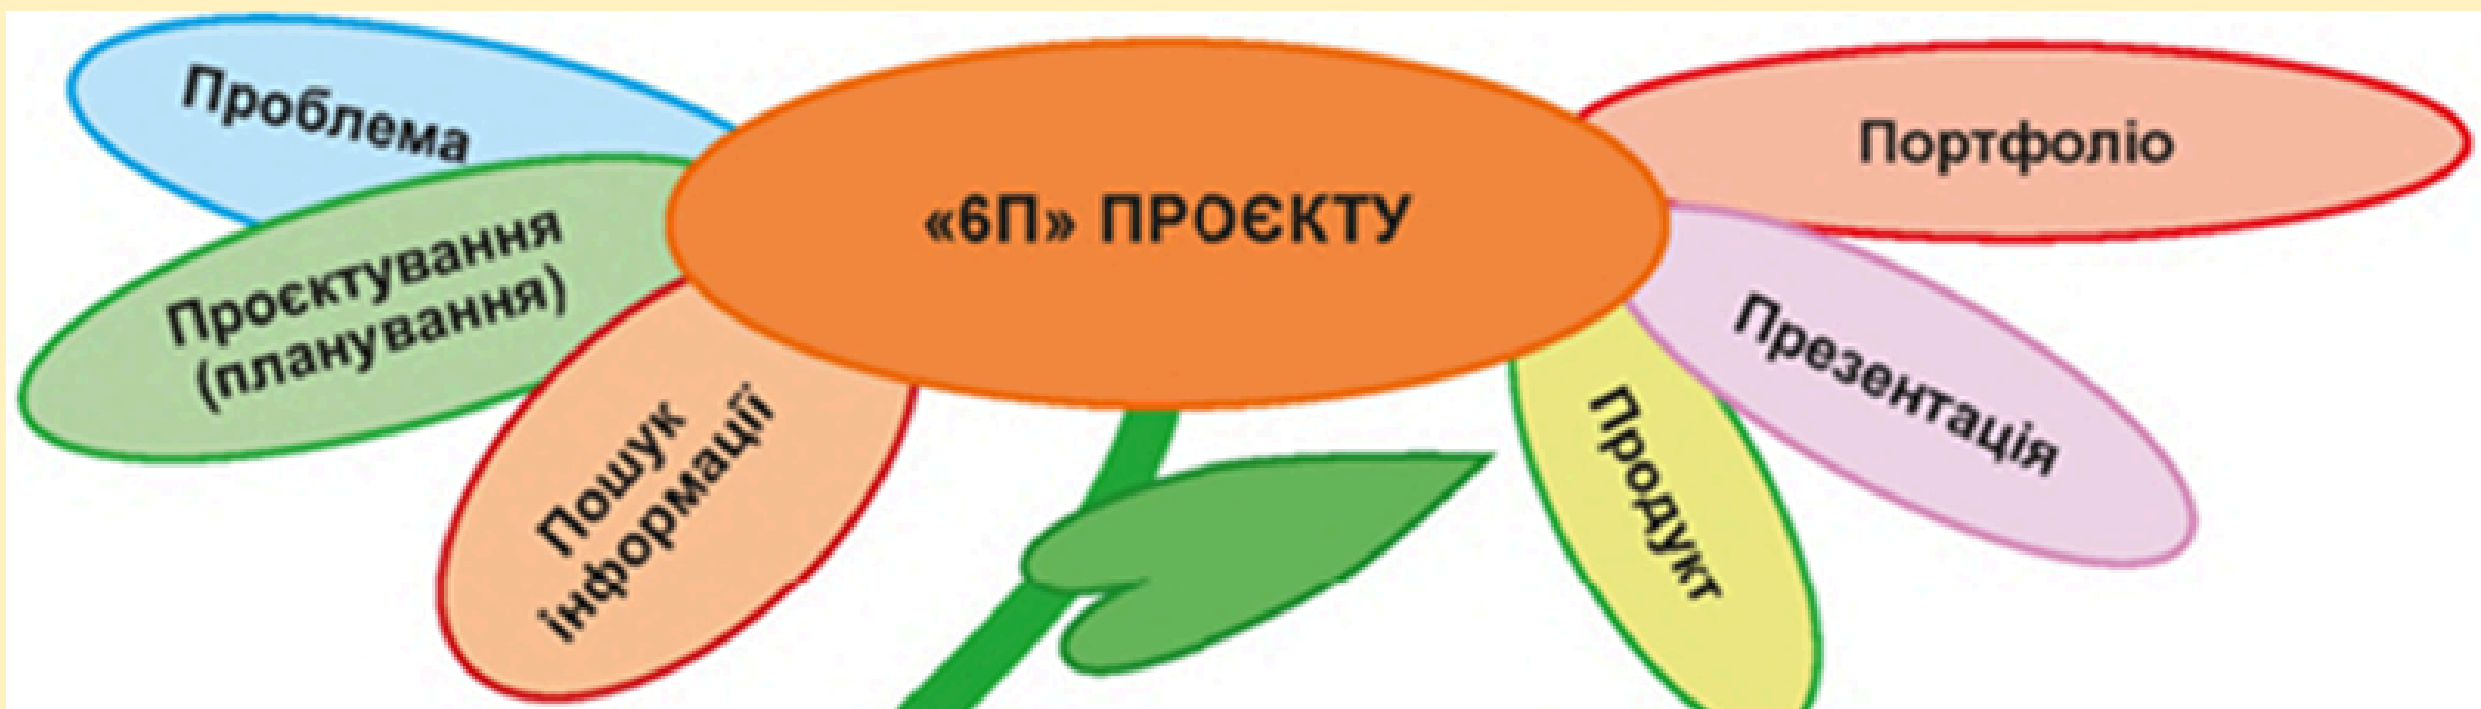 Проблема
Проєктування
(планування)
Пошук
інформації
«6П» ПРОЄКТУ
Портфоліо
Презентація
Продукт